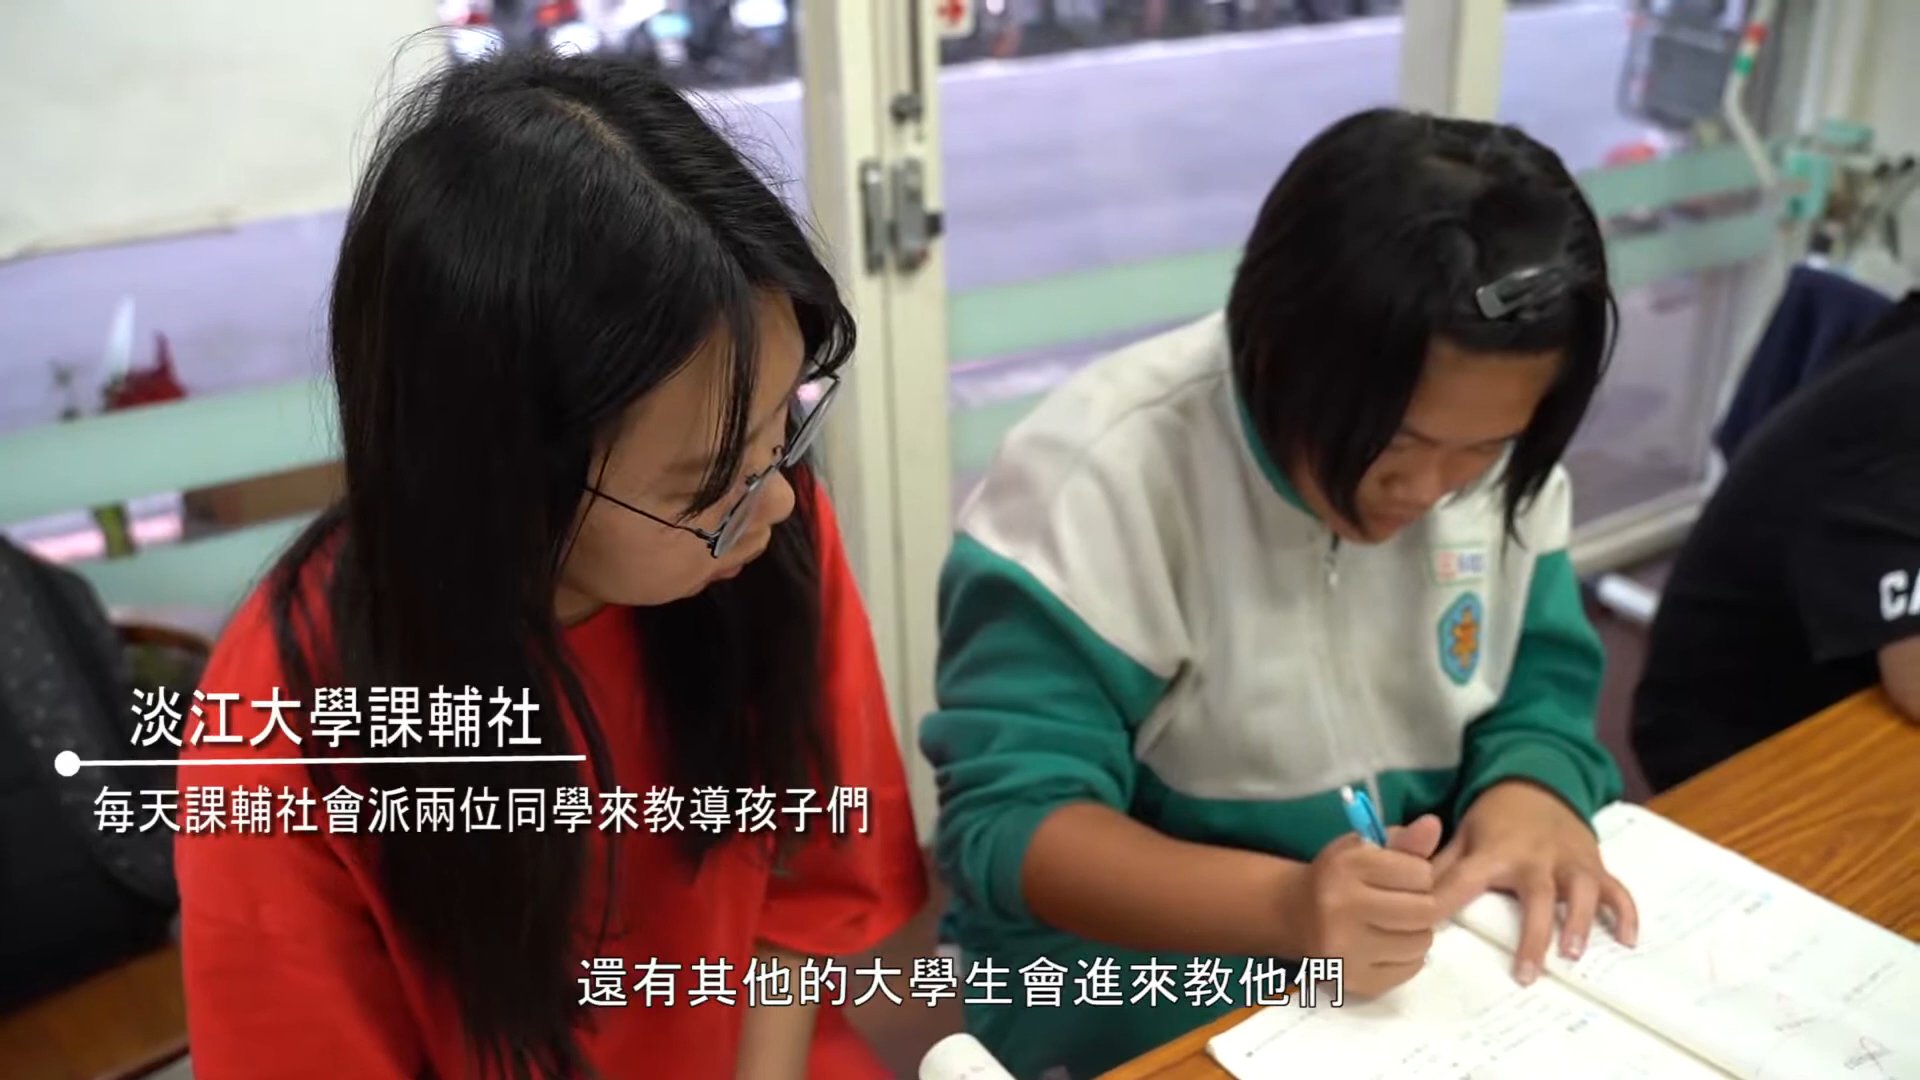 淡江大學課輔社
每天課輔社會派兩位同學來教導孩子們
還有其他的大學生會進來教他們
CA